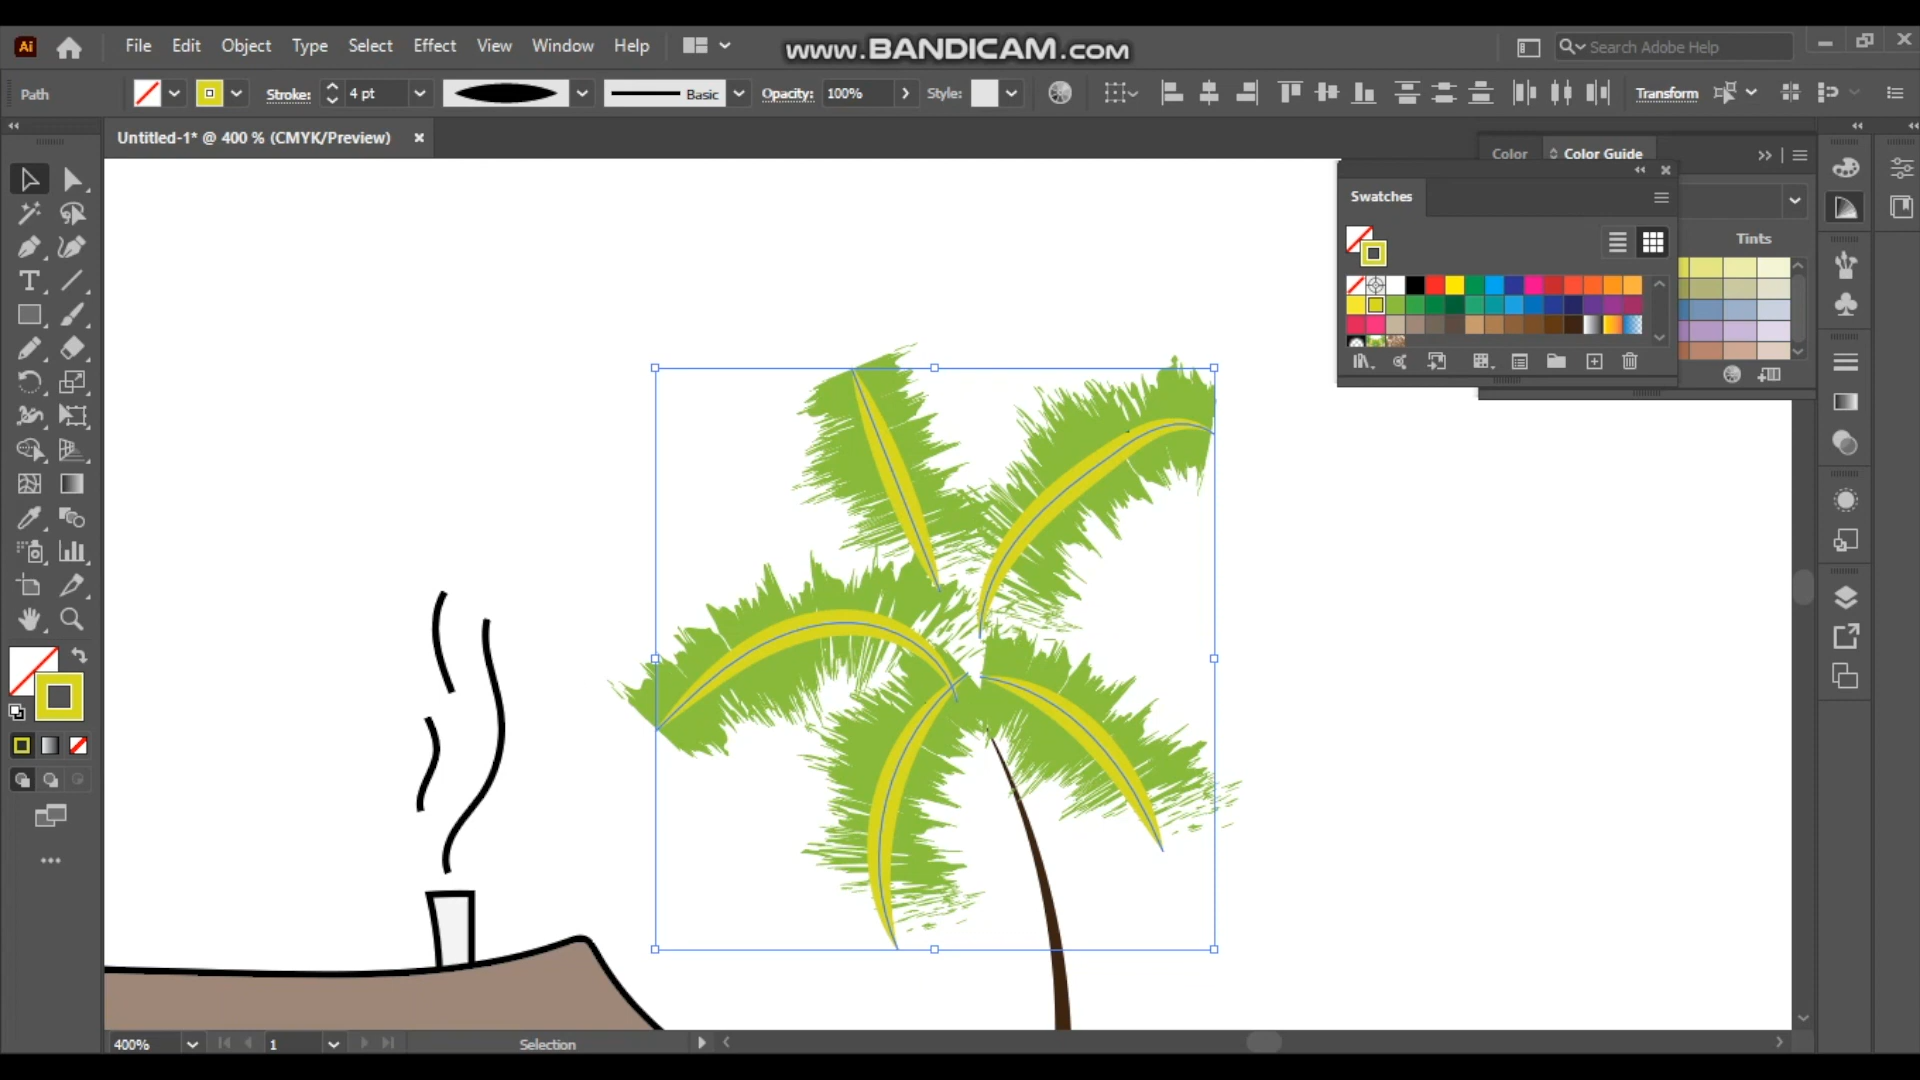 Ai File Edit Object Type Select Effect View Window Help www.BANDICAM.com Search Adobe Help
Path Stroke: 4 pt Basic Opacity: 100% Style: Transform
Untitled-1* @ 400 % (CMYK/Preview)
Color Color Guide
Swatches
Tints
400% 1 Selection